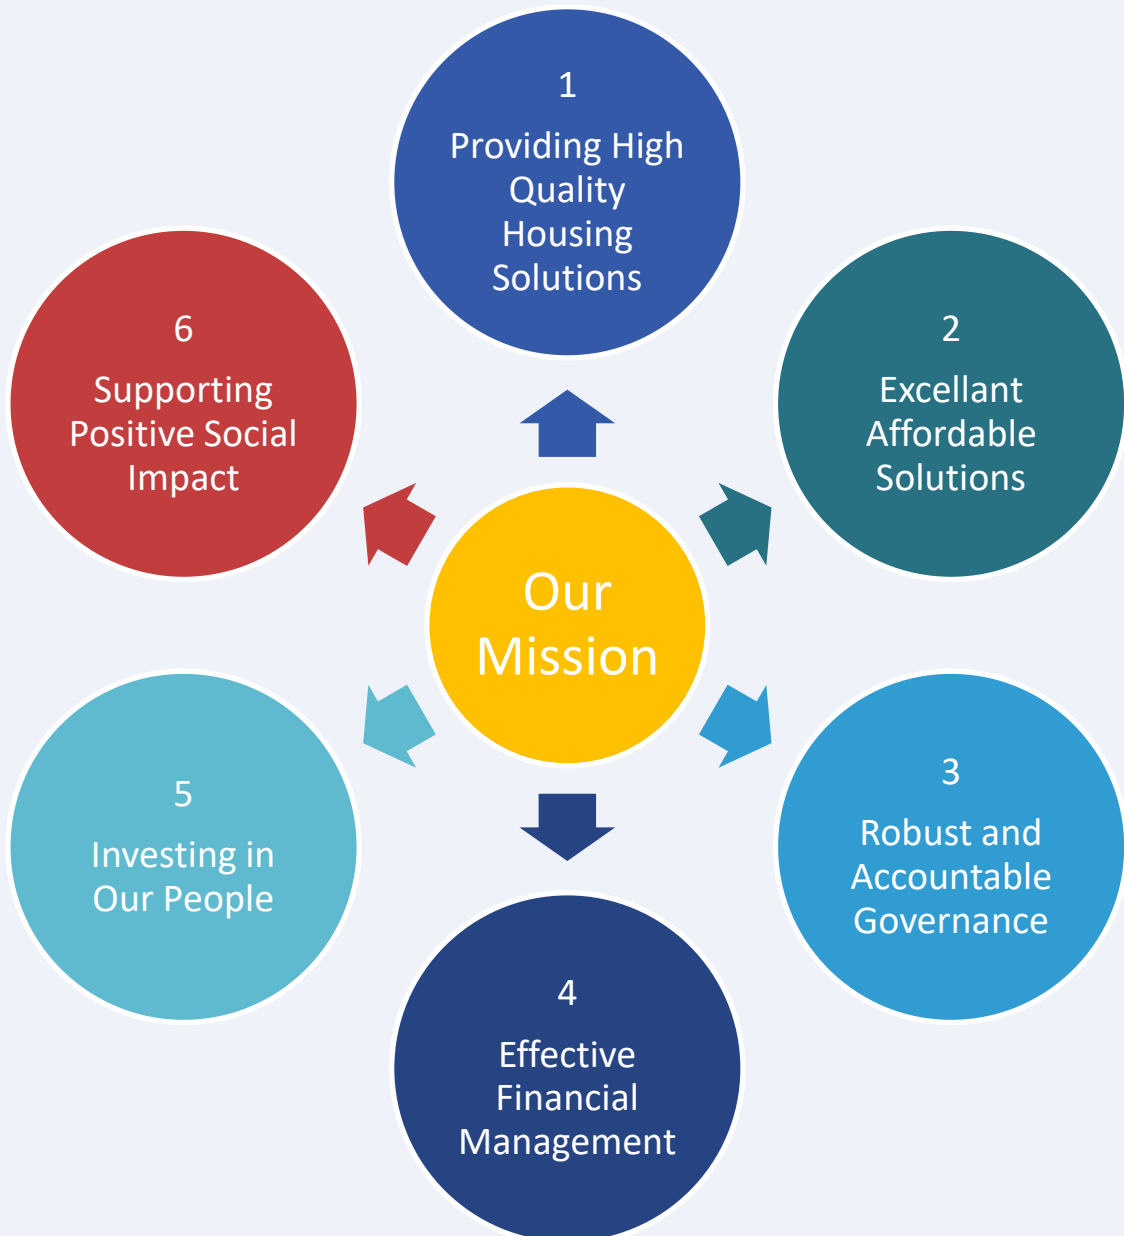 1
Providing High
Quality
Housing
Solutions
2
Excellant
Affordable
Solutions
3
Robust and
Accountable
Governance
4
Effective
Financial
Management
5
Investing in
Our People
6
Supporting
Positive Social
Impact
Our
Mission